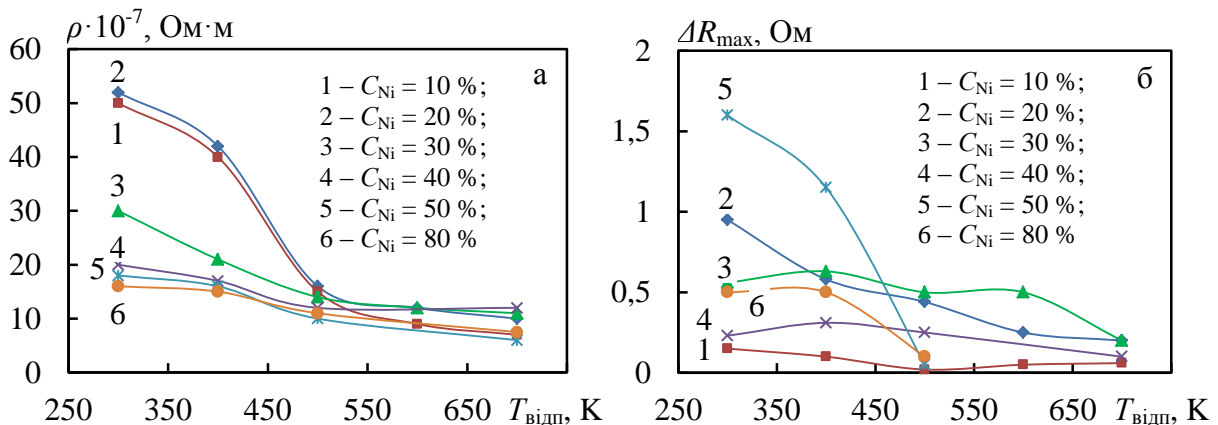 ρ·10⁻⁷, Ом·м
60
50
40
30
20
10
0
250 350 450 550 650 Tвідп, К
2
1
3
4
5
6
а
1 – CNi = 10 %;
2 – CNi = 20 %;
3 – CNi = 30 %;
4 – CNi = 40 %;
5 – CNi = 50 %;
6 – CNi = 80 %
ΔRmax, Ом
2
1,5
1
0,5
0
250 350 450 550 650 Tвідп, К
5
2
3
6
4
1
б
1 – CNi = 10 %;
2 – CNi = 20 %;
3 – CNi = 30 %;
4 – CNi = 40 %;
5 – CNi = 50 %;
6 – CNi = 80 %